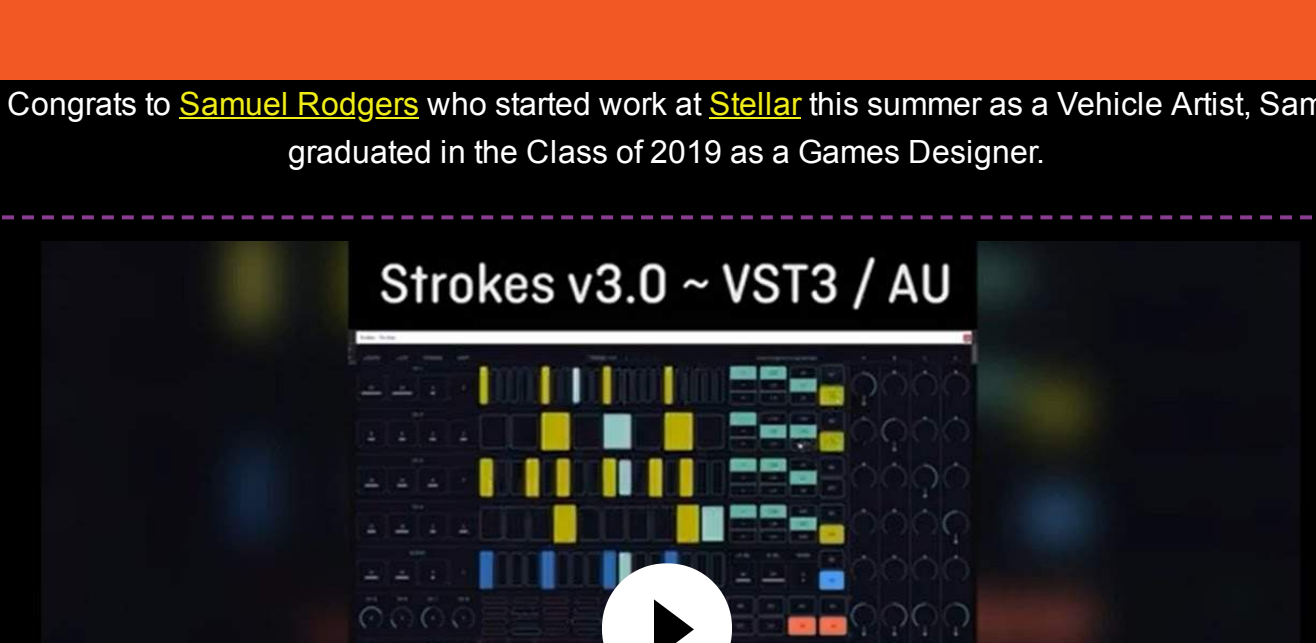 Congrats to Samuel Rodgers who started work at Stellar this summer as a Vehicle Artist, Sam
graduated in the Class of 2019 as a Games Designer.
Strokes v3.0 ~ VST3 / AU